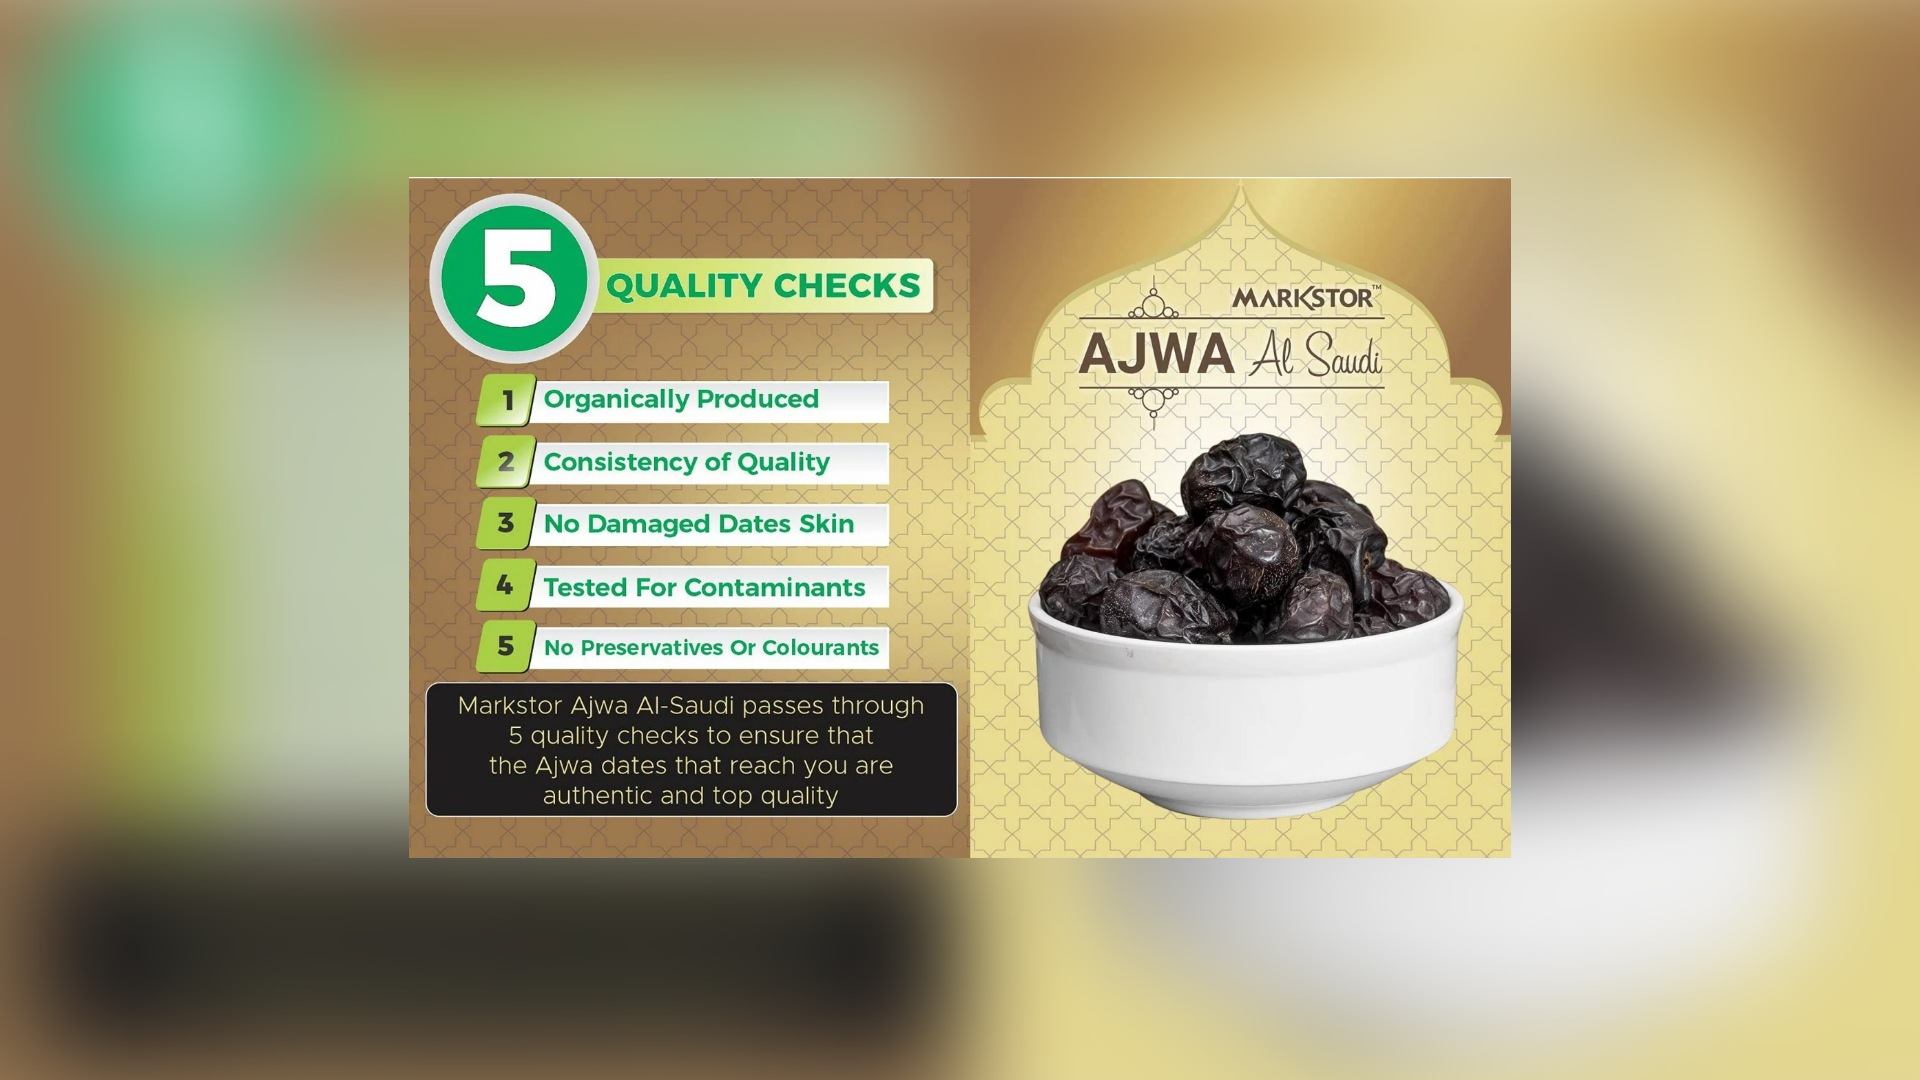 5
QUALITY CHECKS
1 Organically Produced
2 Consistency of Quality
3 No Damaged Dates Skin
4 Tested For Contaminants
5 No Preservatives Or Colourants
Markstor Ajwa Al-Saudi passes through
5 quality checks to ensure that
the Ajwa dates that reach you are
authentic and top quality
MARKSTOR™
AJWA Al Saudi